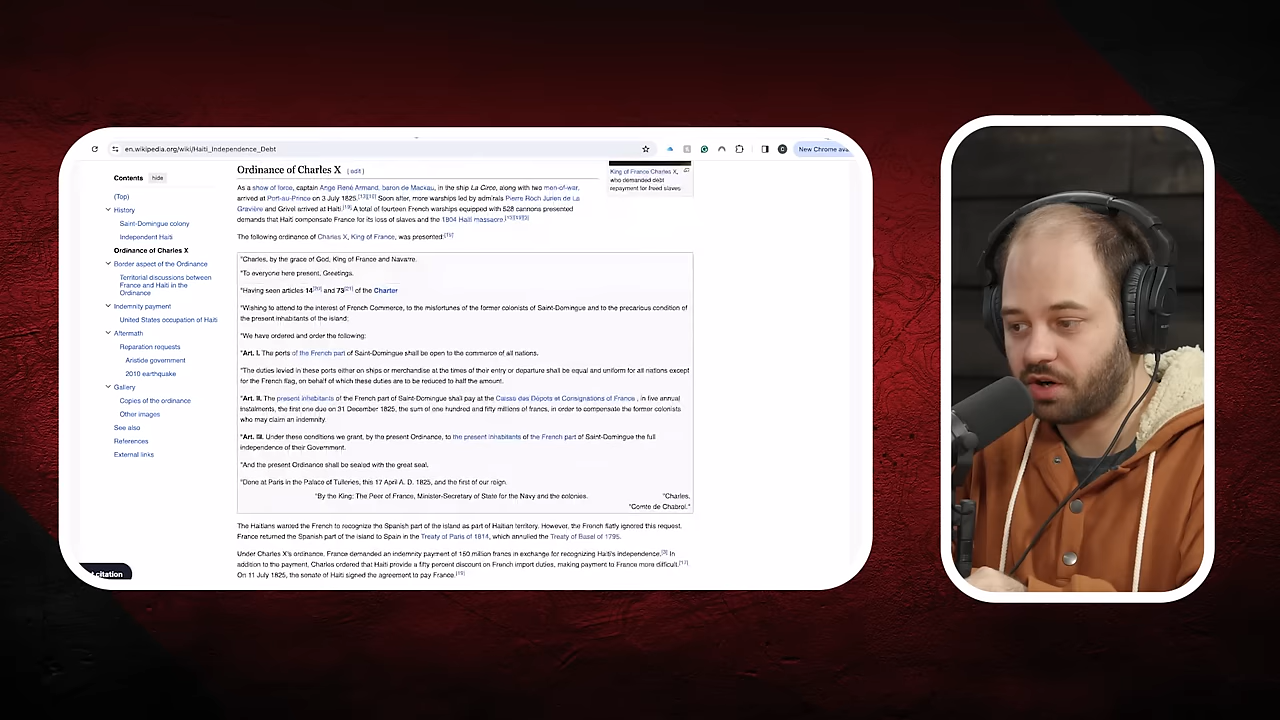 en.wikipedia.org/wiki/Haiti_Independence_Debt
New Chrome ava
Contents hide
(Top)
History
Saint-Domingue colony
Independent Haiti
Ordinance of Charles X
Border aspect of the Ordinance
Territorial discussions between
France and Haiti in the
Ordinance
Indemnity payment
United States occupation of Haiti
Aftermath
Reparation requests
Aristide government
2010 earthquake
Gallery
Copies of the ordinance
Other images
See also
References
External links
citation
Ordinance of Charles X [ edit ]
As a show of force, captain Ange René Armand, baron de Mackau, in the ship La Circe, along with two men-of-war,
arrived at Port-au-Prince on 3 July 1825. Soon after, more warships led by admirals Pierre Roch Jurien de La
Gravière and Grivel arrived at Haiti. A total of fourteen French warships equipped with 528 cannons presented
demands that Haiti compensate France for its loss of slaves and the 1804 Haiti massacre.
The following ordinance of Charles X, King of France, was presented:
King of France Charles X,
who demanded debt
repayment for freed slaves
"Charles, by the grace of God, King of France and Navarre.
"To everyone here present, Greetings.
"Having seen articles 14 and 73 of the Charter
"Wishing to attend to the interest of French Commerce, to the misfortunes of the former colonists of Saint-Domingue and to the precarious condition of
the present inhabitants of the island;
"We have ordered and order the following:
"Art. I. The ports of the French part of Saint-Domingue shall be open to the commerce of all nations.
"The duties levied in these ports either on ships or merchandise at the times of their entry or departure shall be equal and uniform for all nations except
for the French flag, on behalf of which these duties are to be reduced to half the amount.
"Art. II. The present inhabitants of the French part of Saint-Domingue shall pay at the Caisse des Dépôts et Consignations of France , in five annual
instalments, the first one due on 31 December 1825, the sum of one hundred and fifty millions of francs, in order to compensate the former colonists
who may claim an indemnity.
"Art. III. Under these conditions we grant, by the present Ordinance, to the present inhabitants of the French part of Saint-Domingue the full
independence of their Government.
"And the present Ordinance shall be sealed with the great seal.
"Done at Paris in the Palace of Tuileries, this 17 April A. D. 1825, and the first of our reign.
"By the King: The Peer of France, Minister-Secretary of State for the Navy and the colonies. "Charles.
"Comte de Chabrol."
The Haitians wanted the French to recognize the Spanish part of the island as part of Haitian territory. However, the French flatly ignored this request.
France returned the Spanish part of the island to Spain in the Treaty of Paris of 1814, which annulled the Treaty of Basel of 1795.
Under Charles X's ordinance, France demanded an indemnity payment of 150 million francs in exchange for recognizing Haiti's independence.[3] In
addition to the payment, Charles ordered that Haiti provide a fifty percent discount on French import duties, making payment to France more difficult.
On 11 July 1825, the senate of Haiti signed the agreement to pay France.